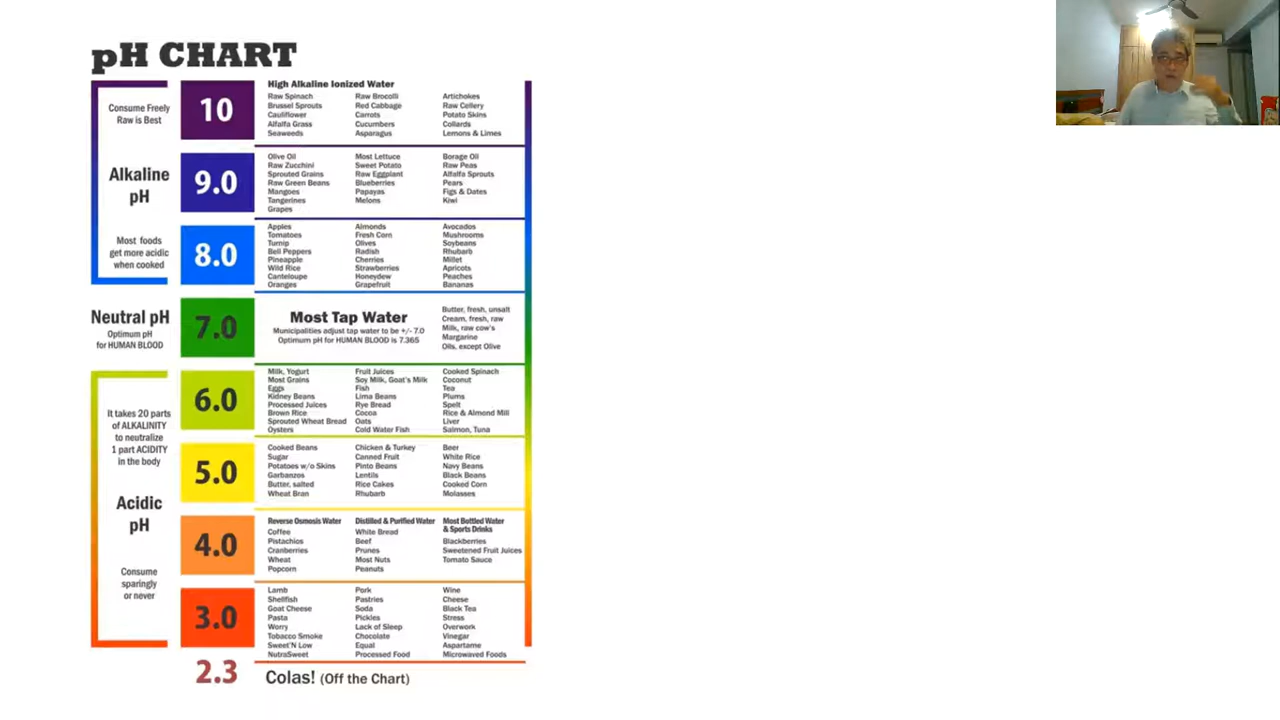 pH CHART
Consume Freely
Raw is Best
Alkaline
pH
Most foods
get more acidic
when cooked
10
High Alkaline Ionized Water
Raw Spinach Raw Brocolli Artichokes
Brussel Sprouts Red Cabbage Raw Cellery
Cauliflower Carrots Potato Skins
Alfalfa Grass Cucumbers Collards
Seaweeds Asparagus Lemons & Limes
9.0
Olive Oil Most Lettuce Borage Oil
Raw Zucchini Sweet Potato Raw Peas
Sprouted Grains Raw Eggplant Alfalfa Sprouts
Raw Green Beans Blueberries Pears
Mangoes Papayas Figs & Dates
Tangerines Melons Kiwi
Grapes
8.0
Apples Almonds Avocados
Tomatoes Fresh Corn Mushrooms
Turnip Olives Soybeans
Bell Peppers Radish Rhubarb
Pineapple Cherries Millet
Wild Rice Strawberries Apricots
Canteloupe Honeydew Peaches
Oranges Grapefruit Bananas
Neutral pH
Optimum pH
for HUMAN BLOOD
7.0
Most Tap Water
Municipalities adjust tap water to be +/- 7.0
Optimum pH for HUMAN BLOOD is 7.365
Butter, fresh, unsalt
Cream, fresh, raw
Milk, raw cow's
Margarine
Oils, except Olive
It takes 20 parts
of ALKALINITY
to neutralize
1 part ACIDITY
in the body
Acidic
pH
Consume
sparingly
or never
6.0
Milk, Yogurt Fruit Juices Cooked Spinach
Most Grains Soy Milk, Goat's Milk Coconut
Eggs Fish Tea
Kidney Beans Lima Beans Plums
Processed Juices Rye Bread Spelt
Brown Rice Cocoa Rice & Almond Mill
Sprouted Wheat Bread Oats Liver
Oysters Cold Water Fish Salmon, Tuna
5.0
Cooked Beans Chicken & Turkey Beer
Sugar Canned Fruit White Rice
Potatoes w/o Skins Pinto Beans Navy Beans
Garbanzos Lentils Black Beans
Butter, salted Rice Cakes Cooked Corn
Wheat Bran Rhubarb Molasses
4.0
Reverse Osmosis Water Distilled & Purified Water Most Bottled Water
& Sports Drinks
Coffee White Bread Blackberries
Pistachios Beef Sweetened Fruit Juices
Cranberries Prunes Tomato Sauce
Wheat Most Nuts
Popcorn Peanuts
3.0
Lamb Pork Wine
Shellfish Pastries Cheese
Goat Cheese Soda Black Tea
Pasta Pickles Stress
Worry Lack of Sleep Overwork
Tobacco Smoke Chocolate Vinegar
Sweet'N Low Equal Aspartame
NutraSweet Processed Food Microwaved Foods
2.3
Colas! (Off the Chart)